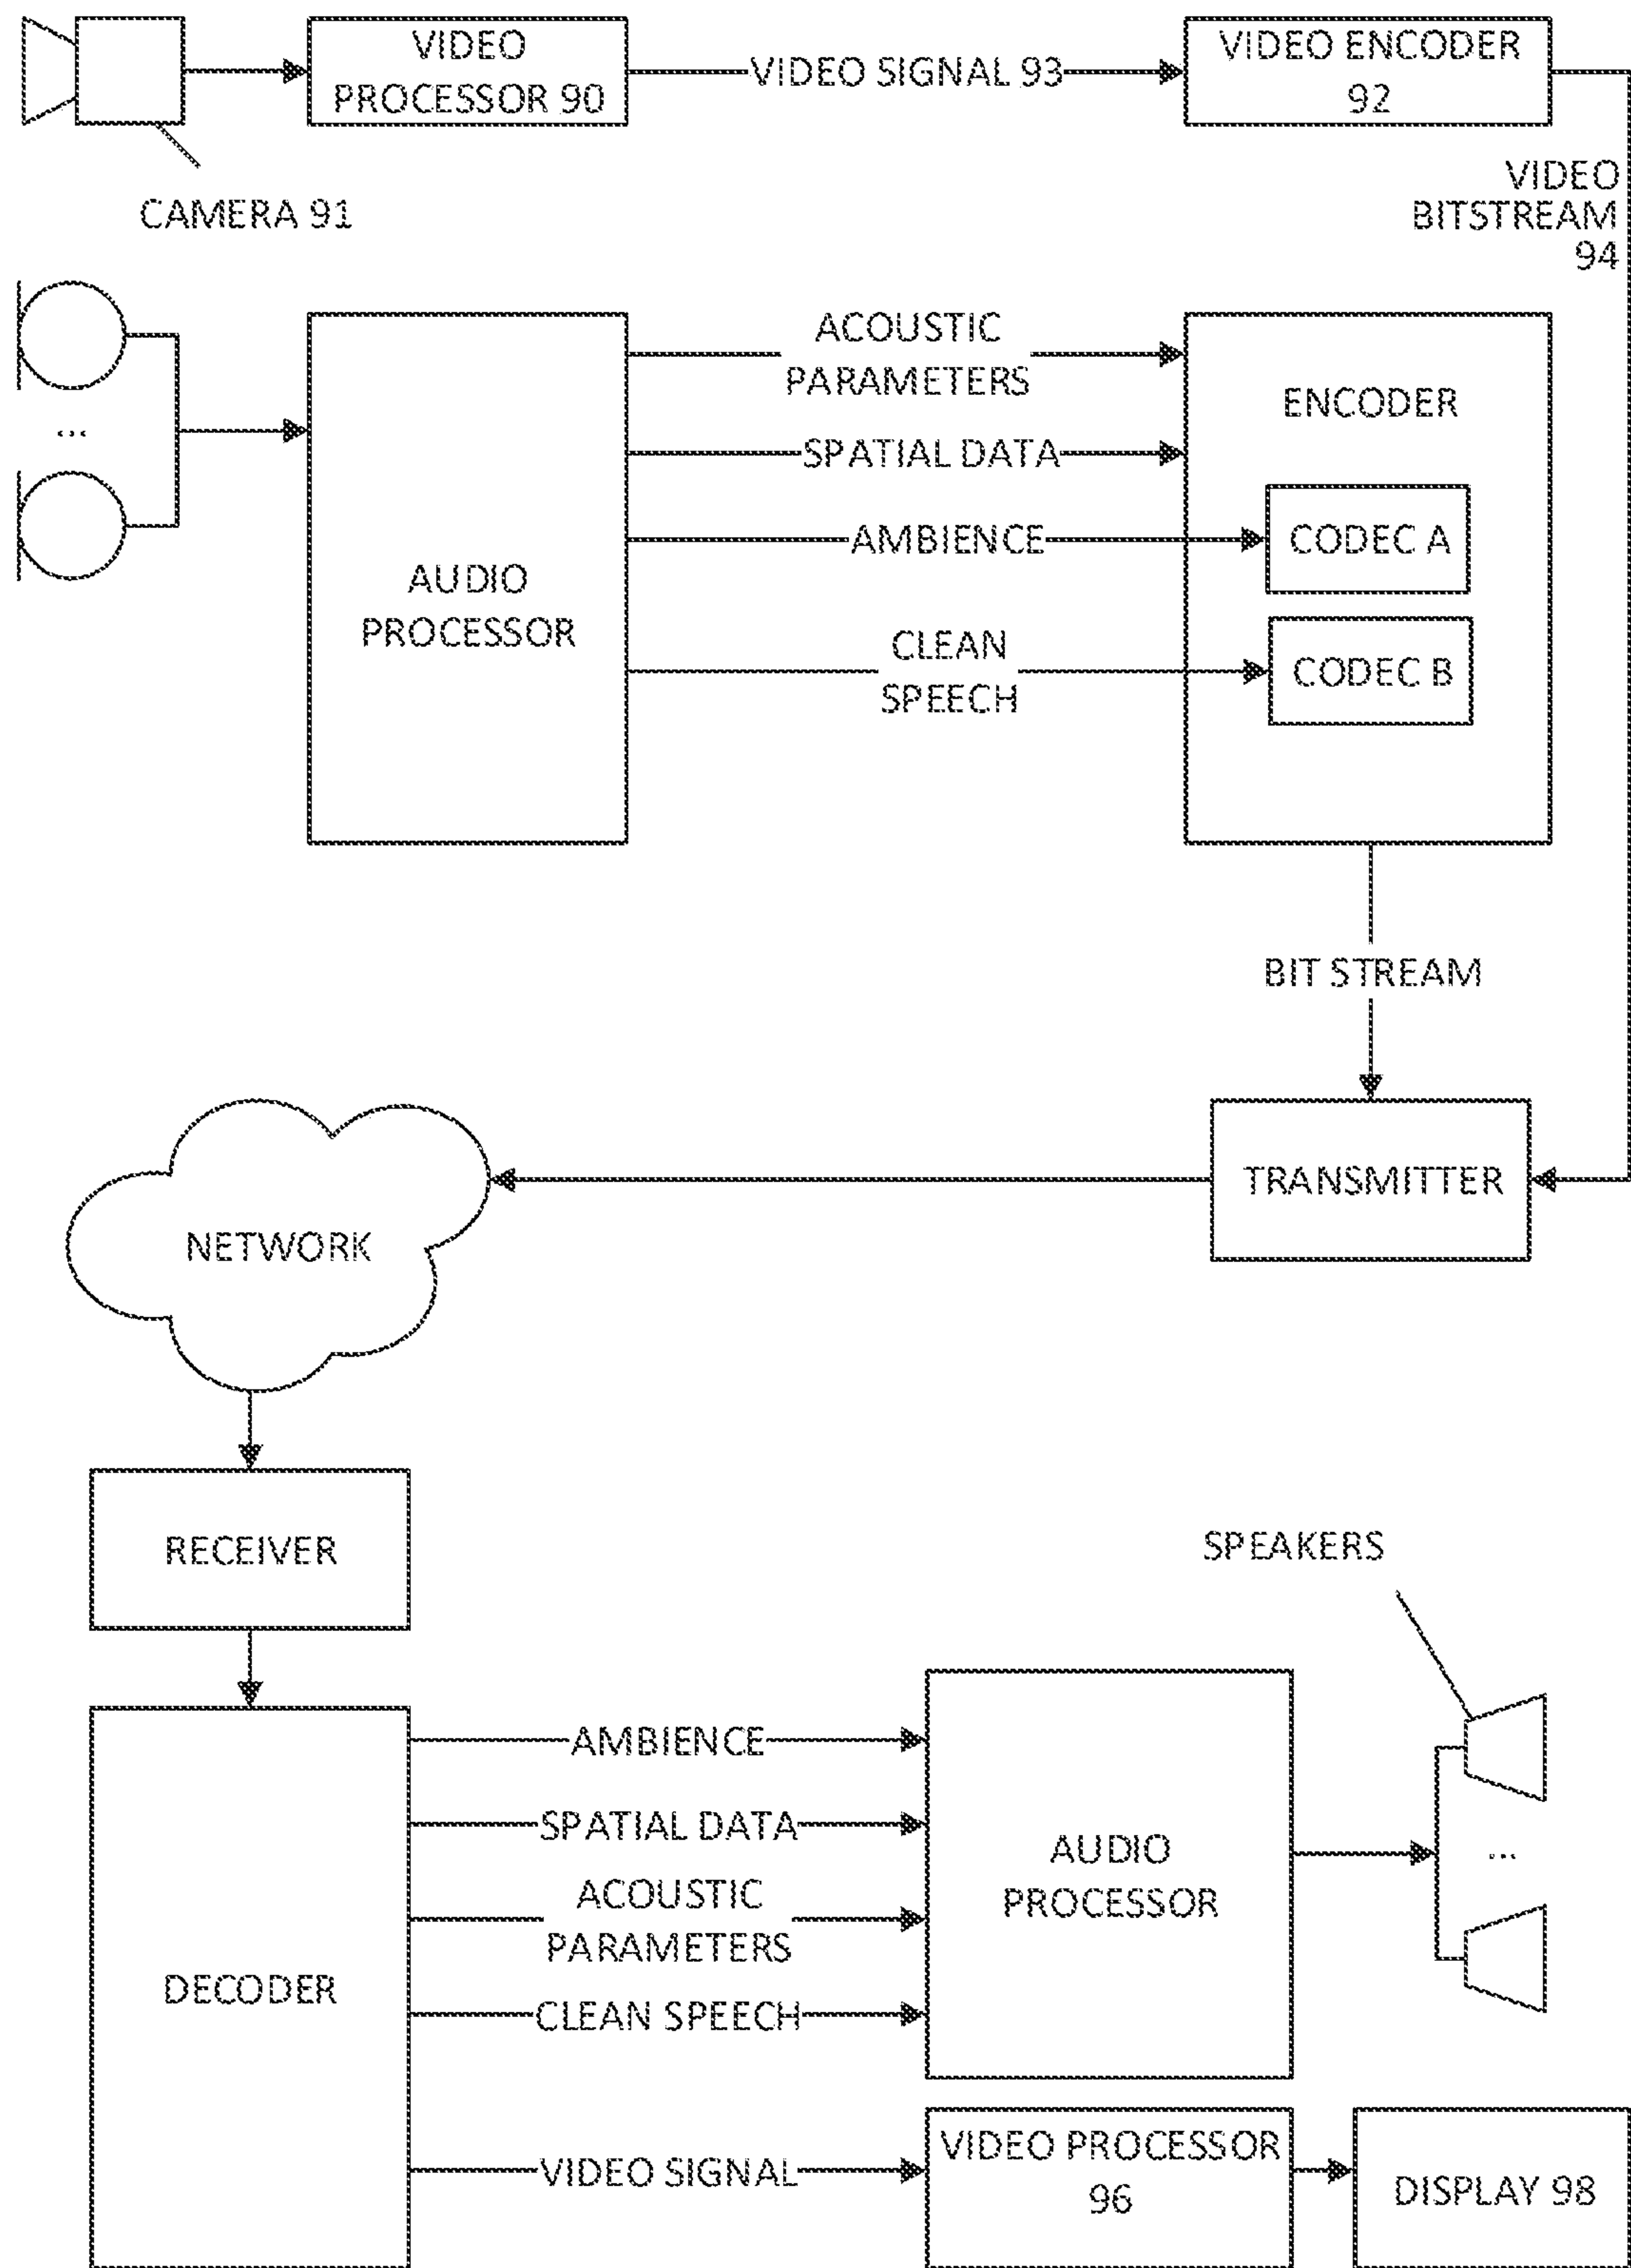 VIDEO
PROCESSOR 90
VIDEO SIGNAL 93
VIDEO ENCODER
92
CAMERA 91
VIDEO
BITSTREAM
94
...
AUDIO
PROCESSOR
ACOUSTIC
PARAMETERS
SPATIAL DATA
AMBIENCE
CLEAN
SPEECH
ENCODER
CODEC A
CODEC B
BIT STREAM
TRANSMITTER
NETWORK
RECEIVER
SPEAKERS
DECODER
AMBIENCE
SPATIAL DATA
ACOUSTIC
PARAMETERS
CLEAN SPEECH
AUDIO
PROCESSOR
...
VIDEO SIGNAL
VIDEO PROCESSOR
96
DISPLAY 98